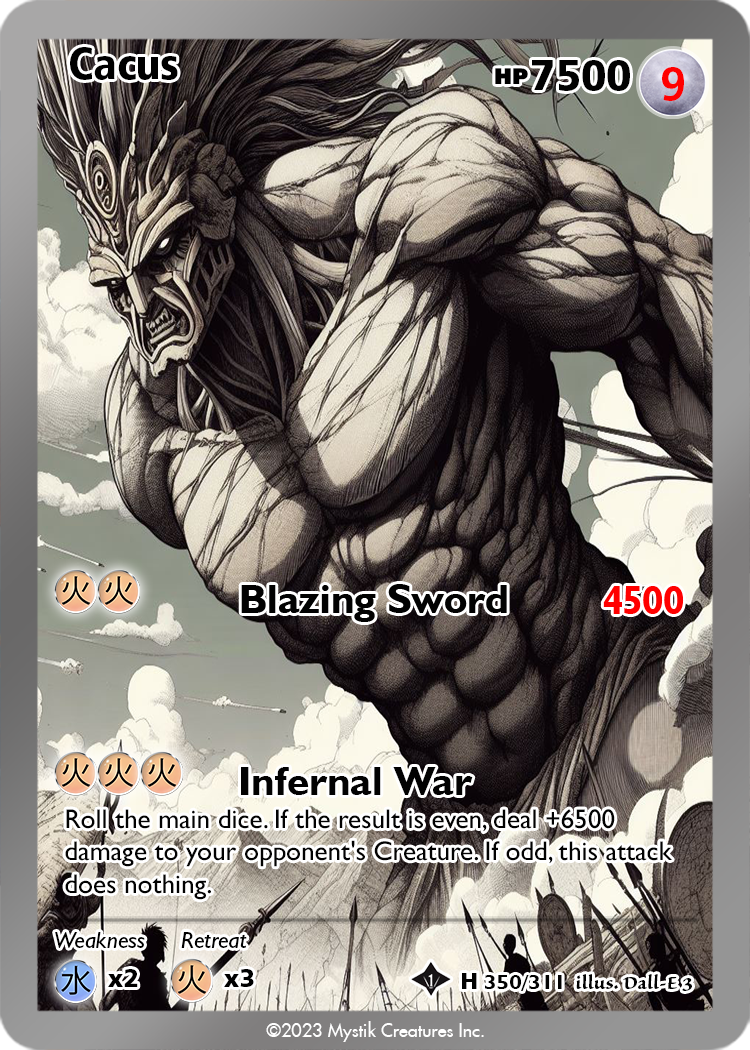 Cacus
HP7500 9
火火 Blazing Sword 4500
火火火 Infernal War
Roll the main dice. If the result is even, deal +6500
damage to your opponent's Creature. If odd, this attack
does nothing.
Weakness Retreat
水 x2 火 x3 1 H 350/311 illus. Dall-E 3
©2023 Mystik Creatures Inc.